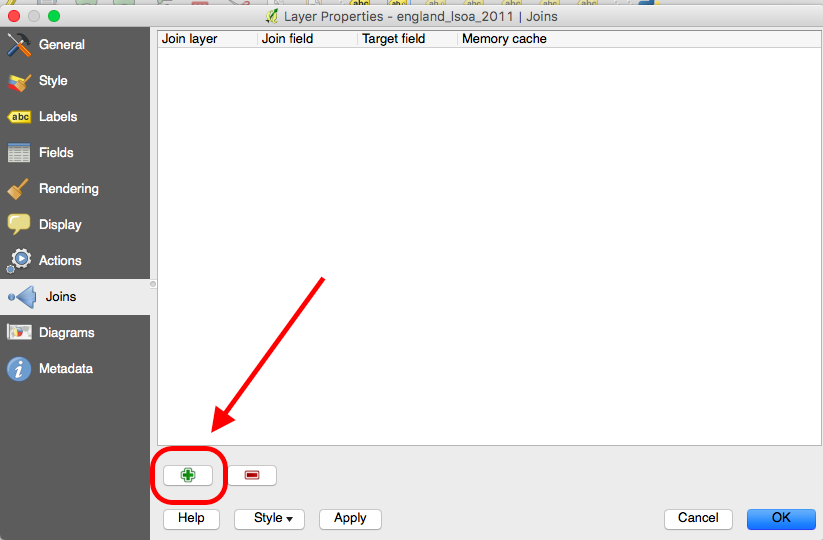 Layer Properties - england_lsoa_2011 | Joins
General
Style
Labels
Fields
Rendering
Display
Actions
Joins
Diagrams
Metadata
abc
Join layer Join field Target field Memory cache
Help Style Apply Cancel OK